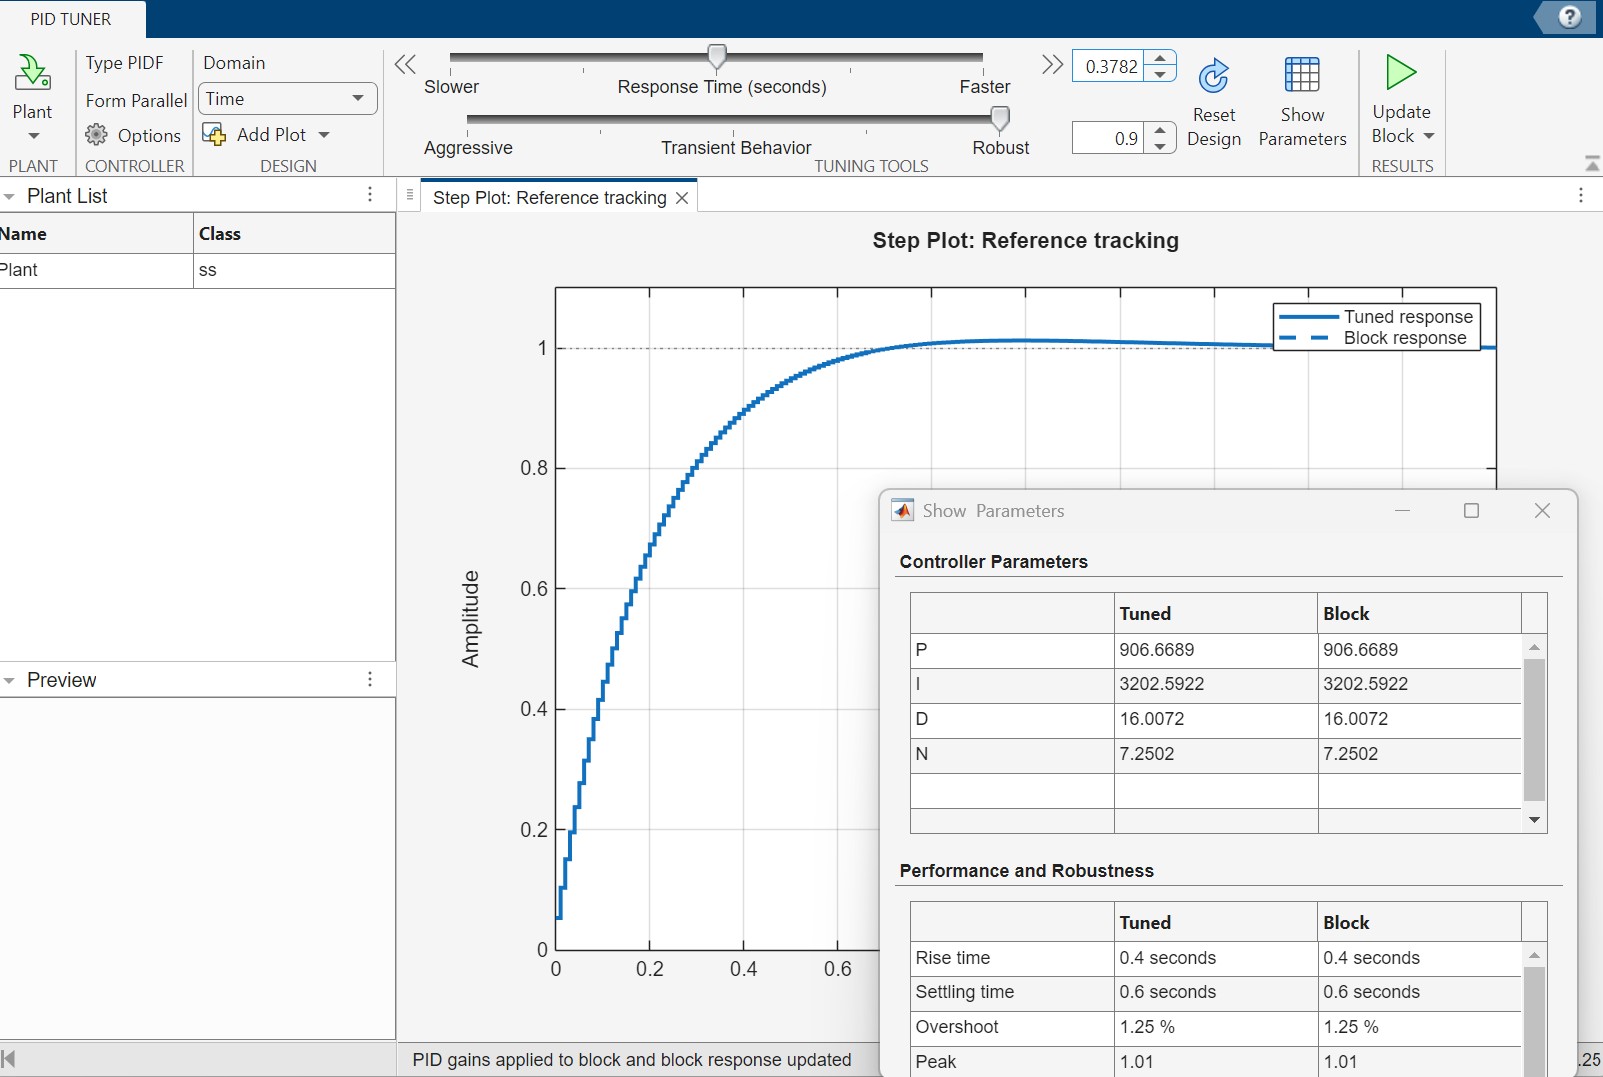 PID TUNER
?
Plant
PLANT
Type PIDF
Form Parallel
Options
CONTROLLER
Domain
Time
Add Plot
DESIGN
Slower
Response Time (seconds)
Faster
0.3782
Aggressive
Transient Behavior
Robust
0.9
TUNING TOOLS
Reset
Design
Show
Parameters
Update
Block
RESULTS
Plant List
Name
Class
Plant
ss
Preview
Step Plot: Reference tracking
Step Plot: Reference tracking
Tuned response
Block response
Amplitude
1
0.8
0.6
0.4
0.2
0
0 0.2 0.4 0.6
Show Parameters
Controller Parameters
Tuned Block
P 906.6689 906.6689
I 3202.5922 3202.5922
D 16.0072 16.0072
N 7.2502 7.2502
Performance and Robustness
Tuned Block
Rise time 0.4 seconds 0.4 seconds
Settling time 0.6 seconds 0.6 seconds
Overshoot 1.25 % 1.25 %
Peak 1.01 1.01
PID gains applied to block and block response updated
.25